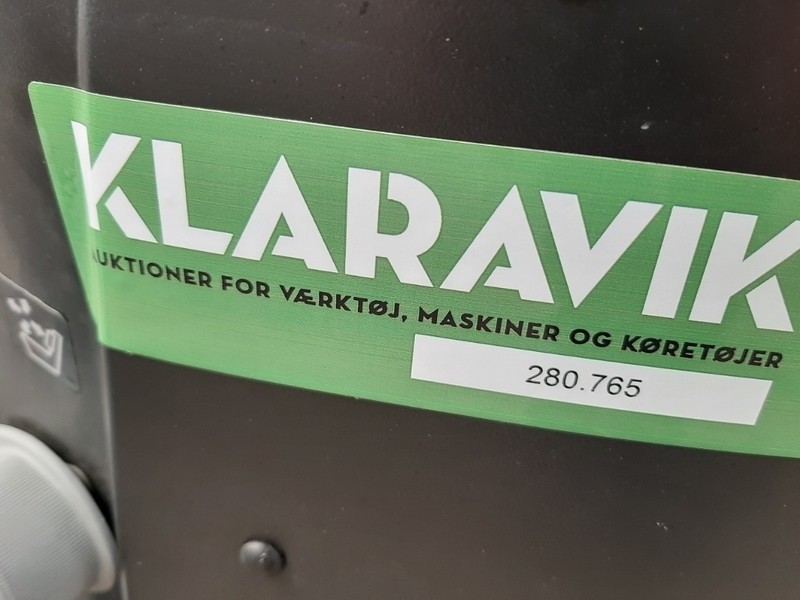 KLARAVIK
AUKTIONER FOR VÆRKTØJ, MASKINER OG KØRETØJER
280.765